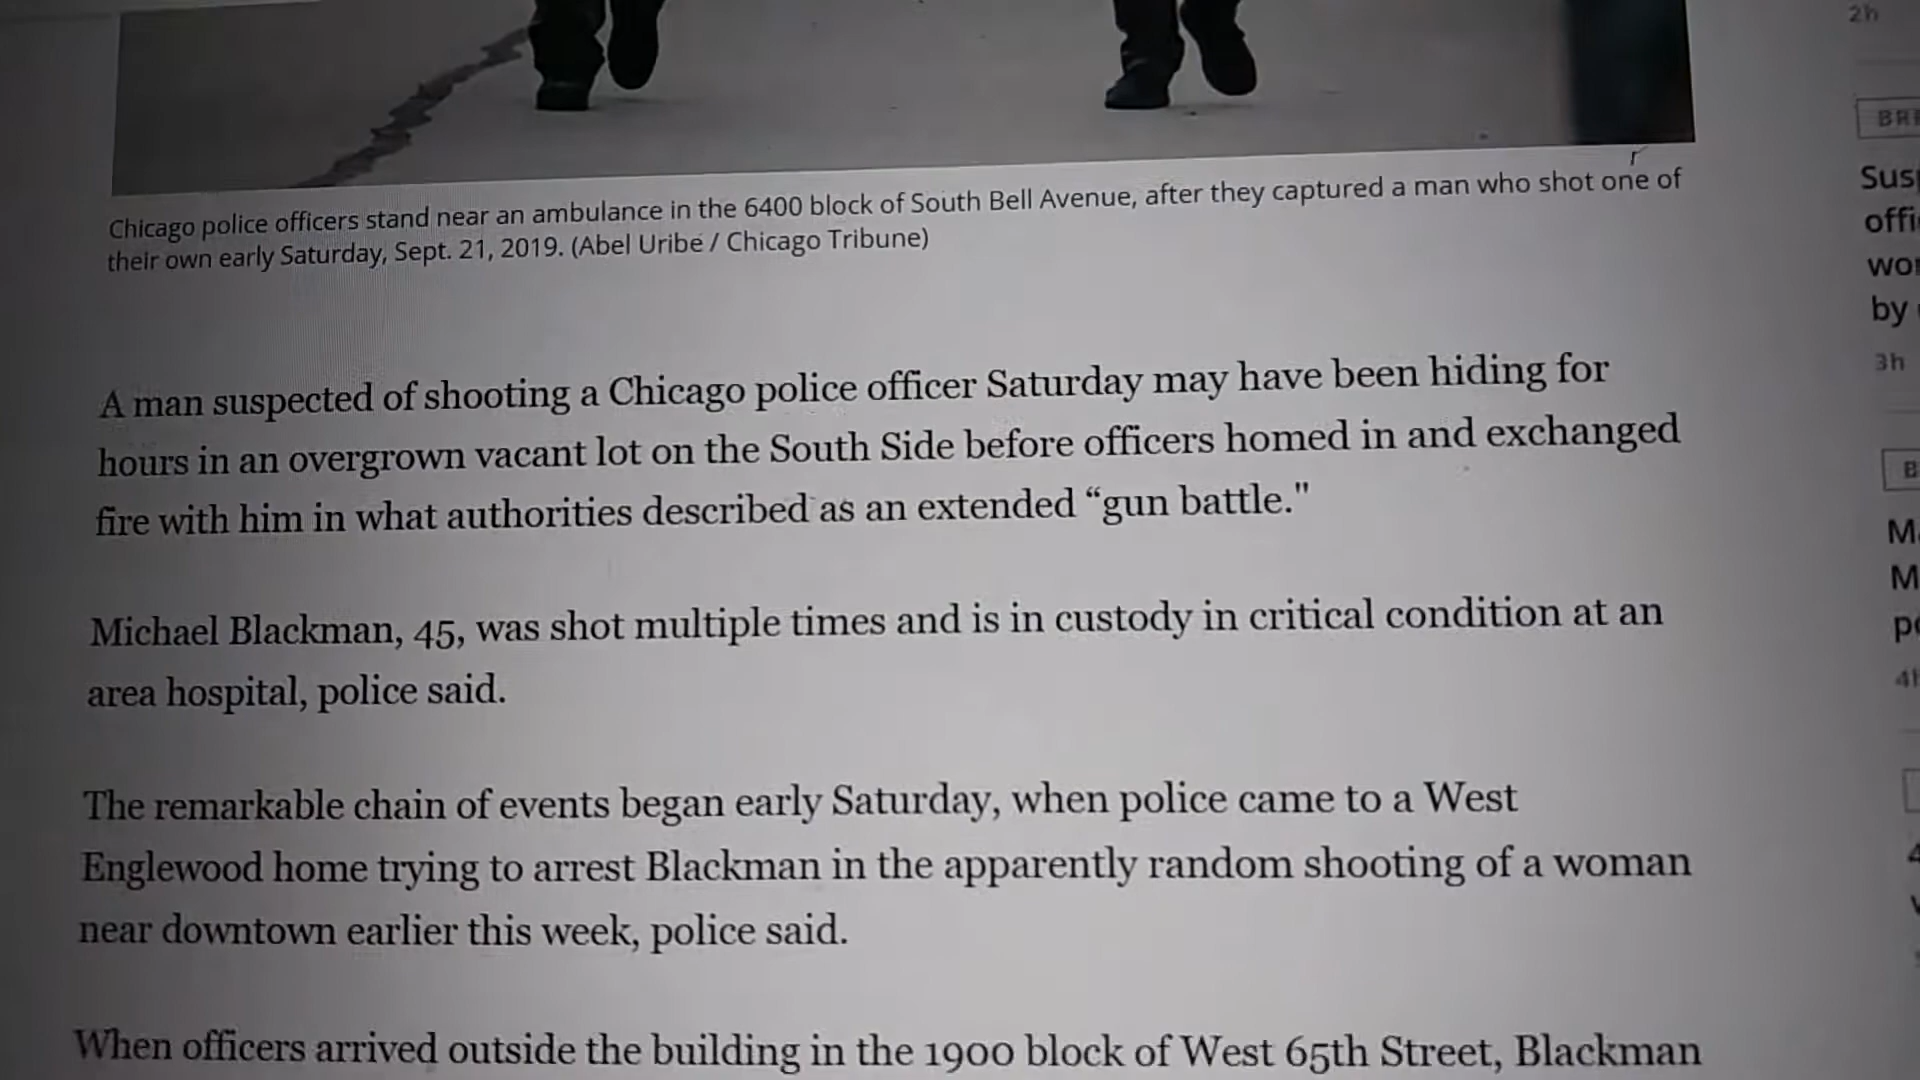 2h
Chicago police officers stand near an ambulance in the 6400 block of South Bell Avenue, after they captured a man who shot one of
their own early Saturday, Sept. 21, 2019. (Abel Uribe / Chicago Tribune)
A man suspected of shooting a Chicago police officer Saturday may have been hiding for
hours in an overgrown vacant lot on the South Side before officers homed in and exchanged
fire with him in what authorities described as an extended “gun battle."
Michael Blackman, 45, was shot multiple times and is in custody in critical condition at an
area hospital, police said.
The remarkable chain of events began early Saturday, when police came to a West
Englewood home trying to arrest Blackman in the apparently random shooting of a woman
near downtown earlier this week, police said.
When officers arrived outside the building in the 1900 block of West 65th Street, Blackman
by
3h